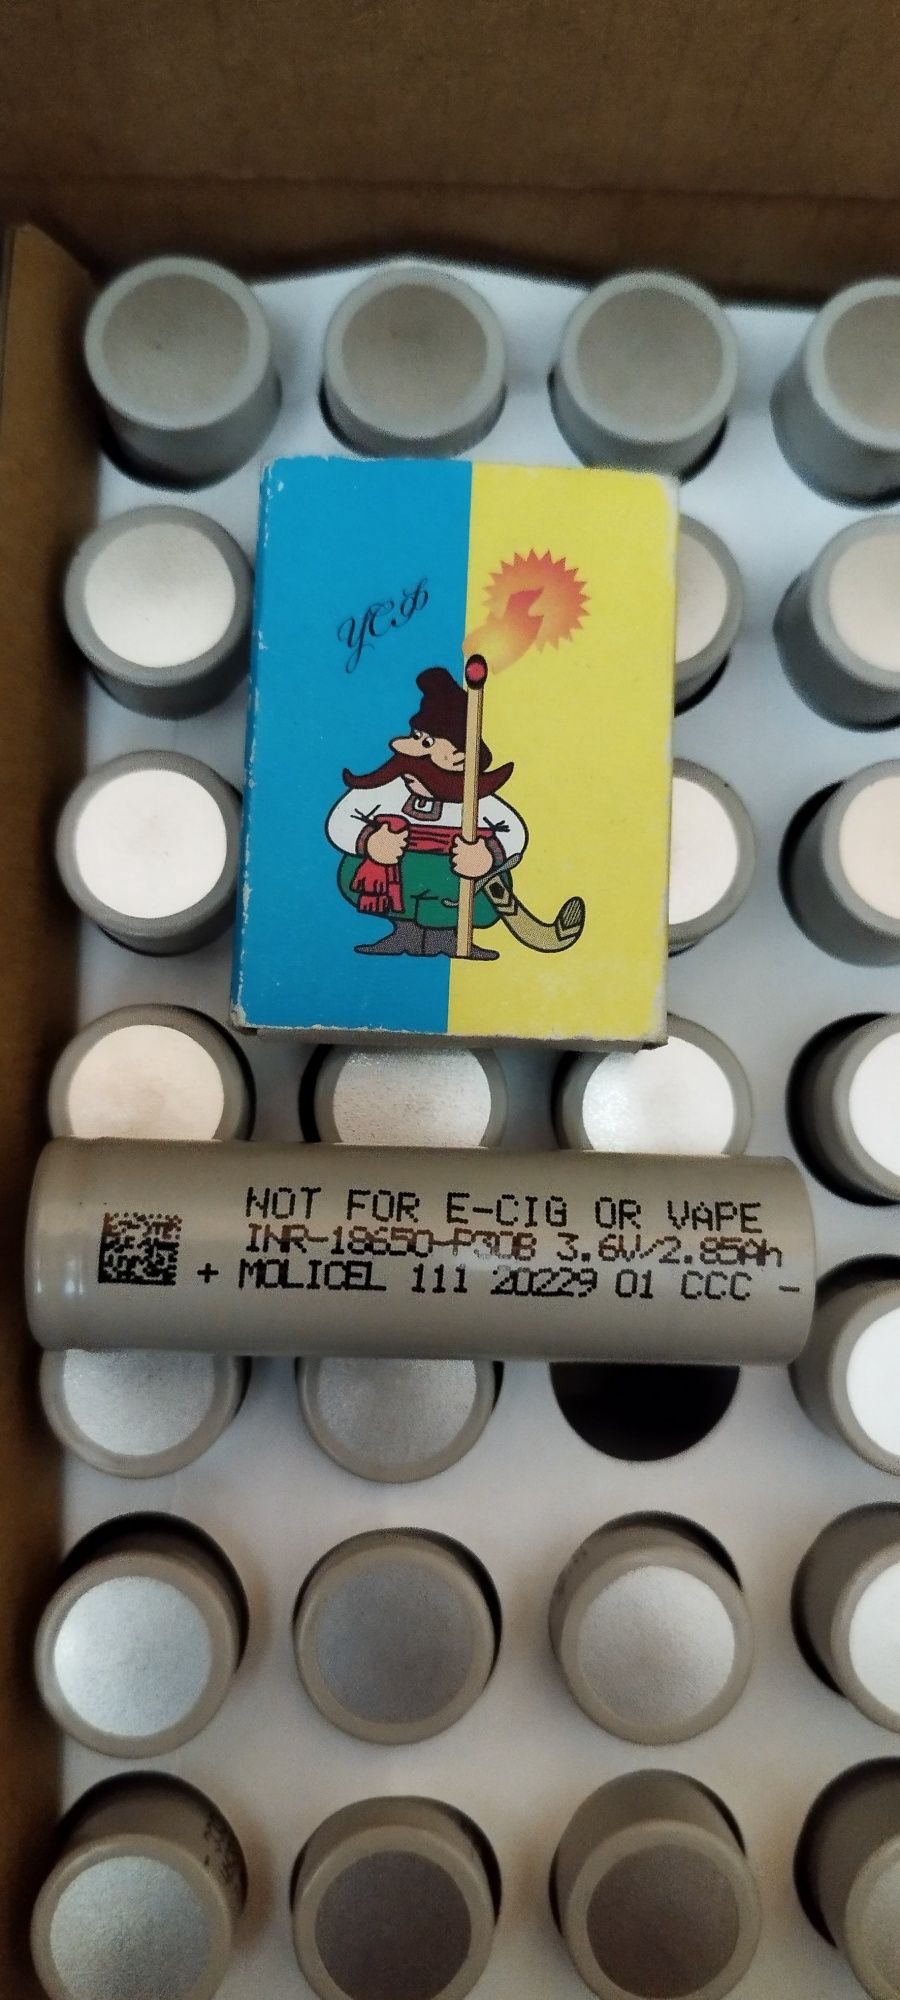 УСФ
NOT FOR E-CIG OR VAPE
INR-18650-P30B 3.6V/2.85Ah
+ MOLICEL 111 20229 01 CCC -